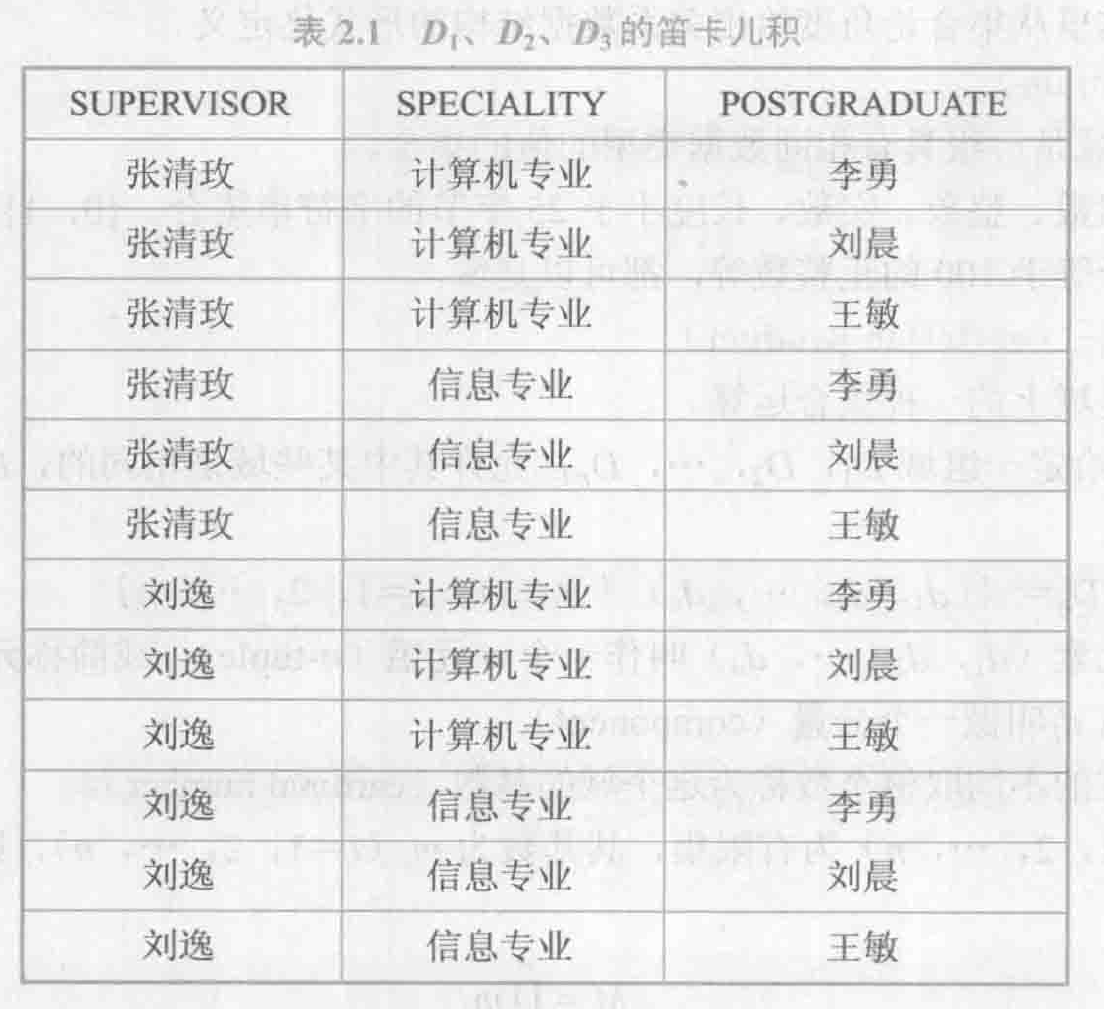 表 2.1 D₁、D₂、D₃的笛卡儿积
SUPERVISOR SPECIALITY POSTGRADUATE
张清玫 计算机专业 李勇
张清玫 计算机专业 刘晨
张清玫 计算机专业 王敏
张清玫 信息专业 李勇
张清玫 信息专业 刘晨
张清玫 信息专业 王敏
刘逸 计算机专业 李勇
刘逸 计算机专业 刘晨
刘逸 计算机专业 王敏
刘逸 信息专业 李勇
刘逸 信息专业 刘晨
刘逸 信息专业 王敏